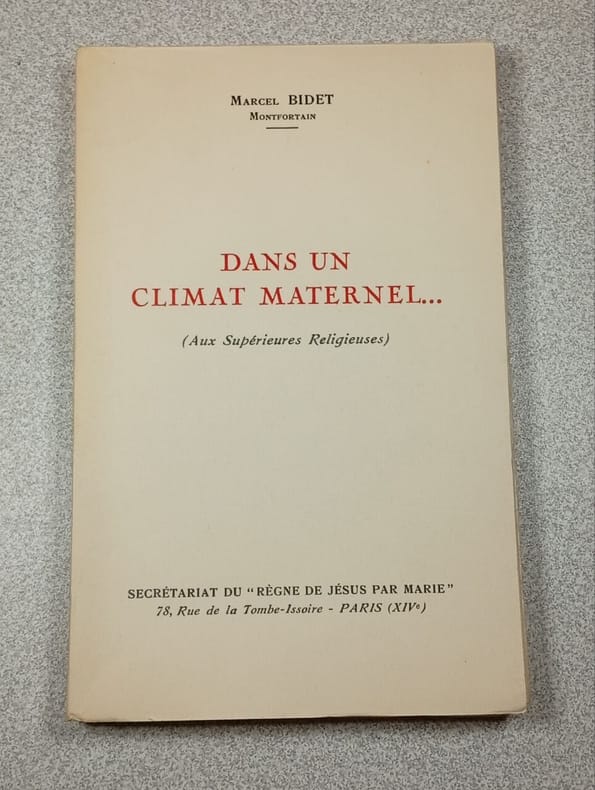 MARCEL BIDET
MONTFORTAIN
DANS UN
CLIMAT MATERNEL...
(Aux Supérieures Religieuses)
SECRÉTARIAT DU "RÈGNE DE JÉSUS PAR MARIE"
78, Rue de la Tombe-Issoire - PARIS (XIVe)